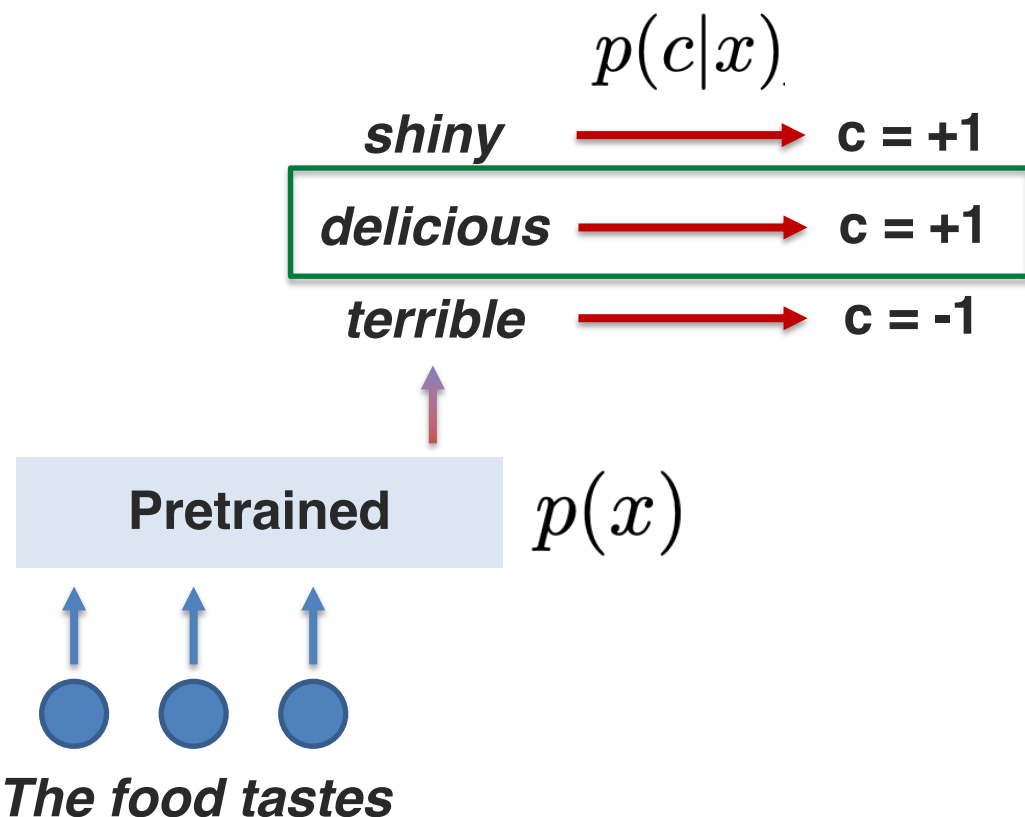 p(c|x)
shiny c = +1
delicious c = +1
terrible c = -1
Pretrained p(x)
The food tastes